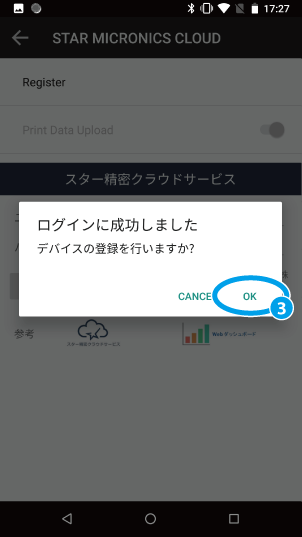 17:27
STAR MICRONICS CLOUD
Register
Print Data Upload
スター精密クラウドサービス
ログインに成功しました
デバイスの登録を行いますか?
CANCE
OK
3
参考
スター精密クラウドサービス
Webダッシュボード